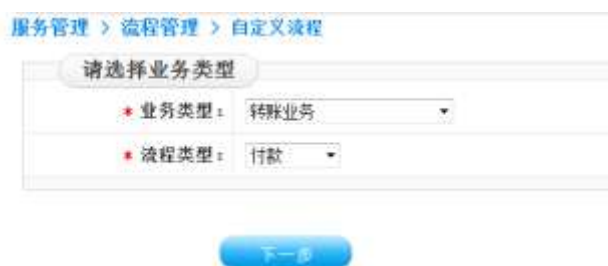 服务管理 > 流程管理 > 自定义流程
请选择业务类型
* 业务类型： 转账业务
* 流程类型： 付款
下一步